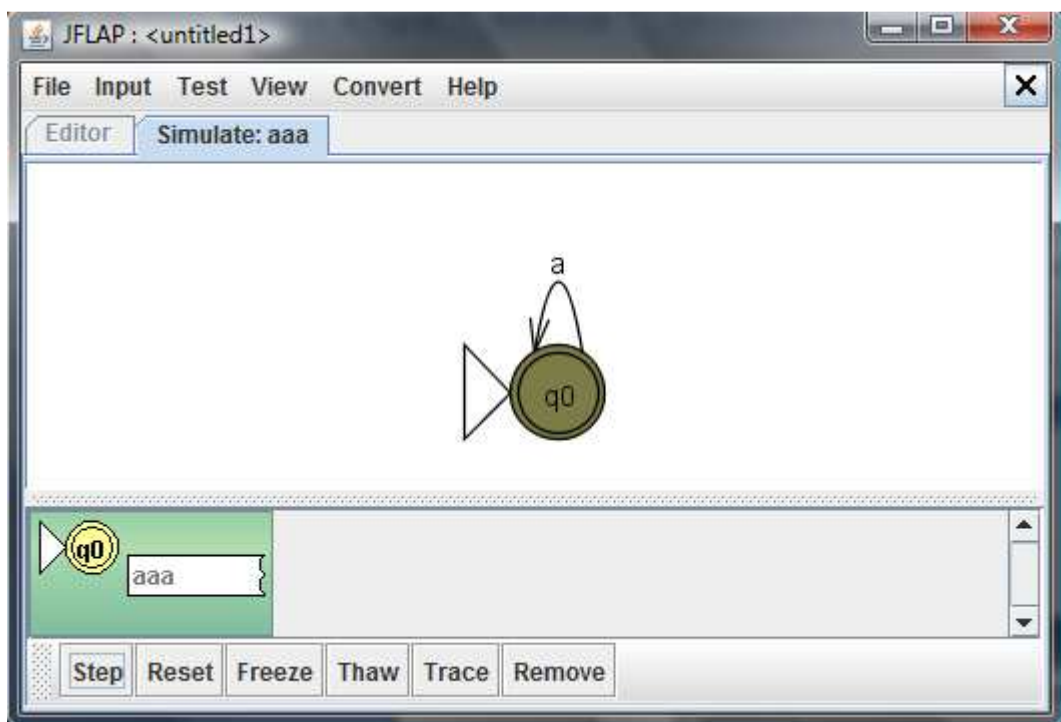 JFLAP : <untitled1>
File Input Test View Convert Help
Editor Simulate: aaa
a
q0
q0
aaa
Step Reset Freeze Thaw Trace Remove